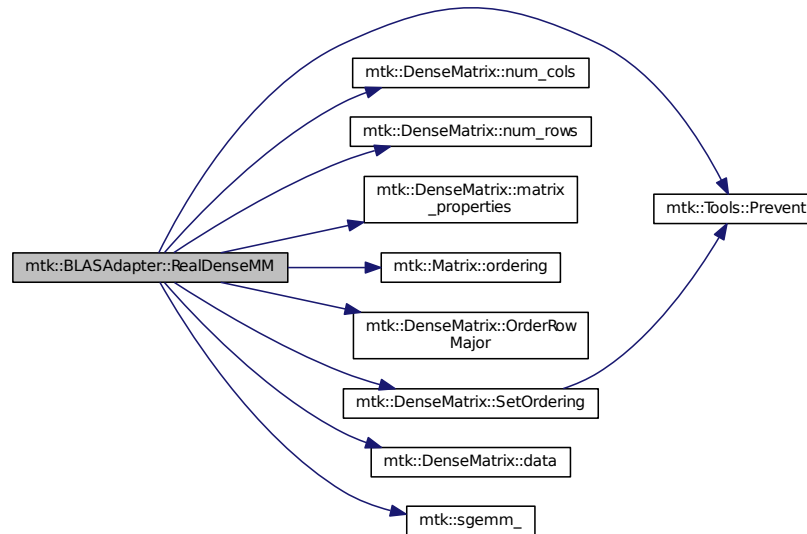 mtk::DenseMatrix::num_cols
mtk::DenseMatrix::num_rows
mtk::DenseMatrix::matrix
_properties
mtk::Tools::Prevent
mtk::BLASAdapter::RealDenseMM
mtk::Matrix::ordering
mtk::DenseMatrix::OrderRow
Major
mtk::DenseMatrix::SetOrdering
mtk::DenseMatrix::data
mtk::sgemm_